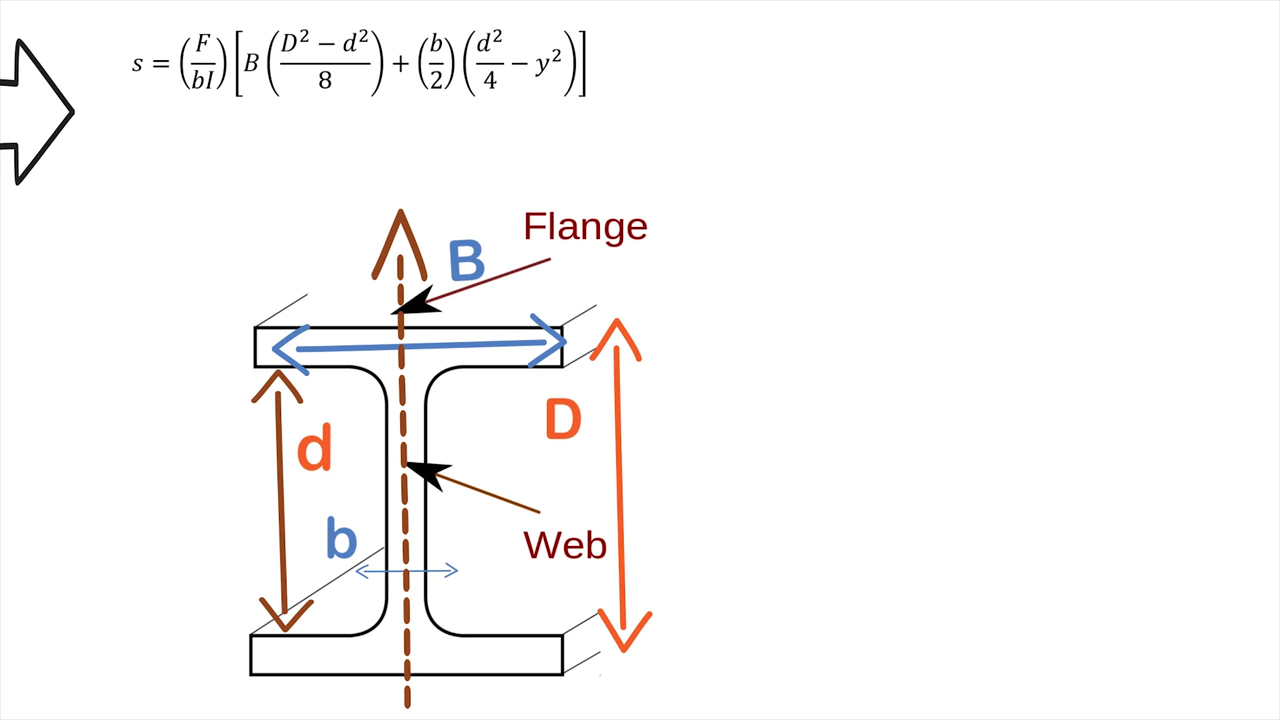 s = (F/bI) [B ((D² − d²)/8) + (b/2) (d²/4 − y²)]
Flange
B
D
d
b
Web